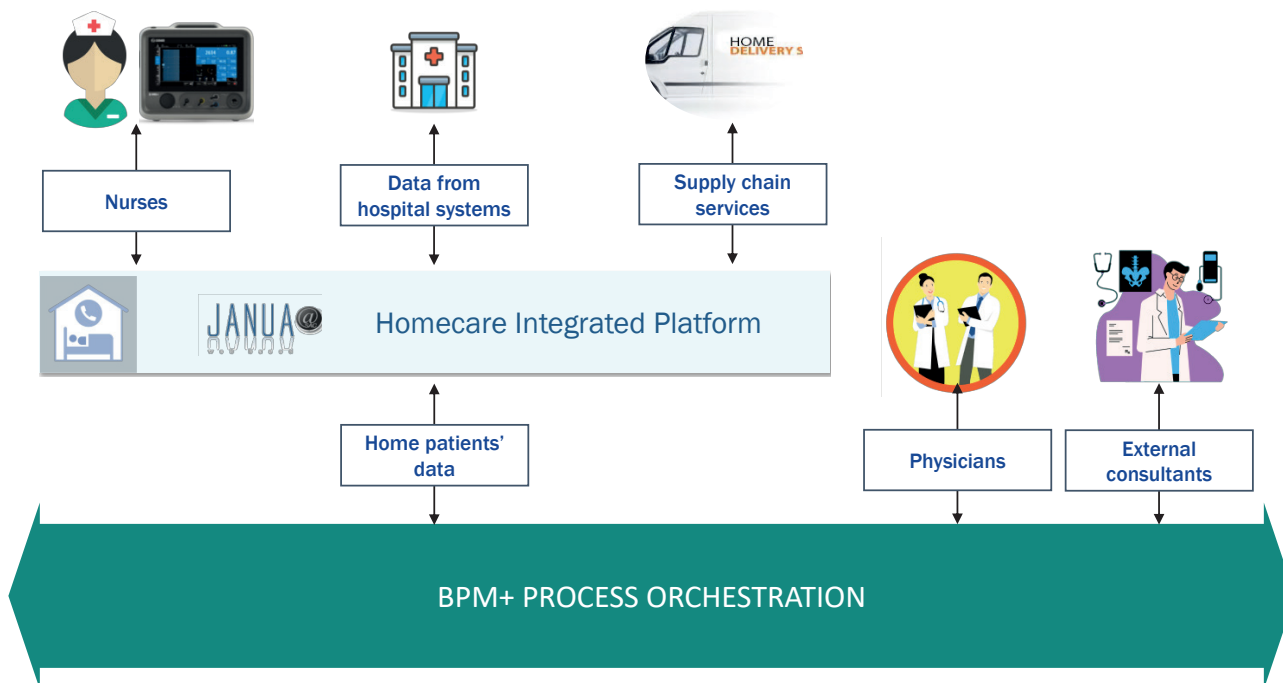 HOME
DELIVERY S
Nurses
Data from
hospital systems
Supply chain
services
JANUA@
Homecare Integrated Platform
Home patients’
data
Physicians
External
consultants
BPM+ PROCESS ORCHESTRATION